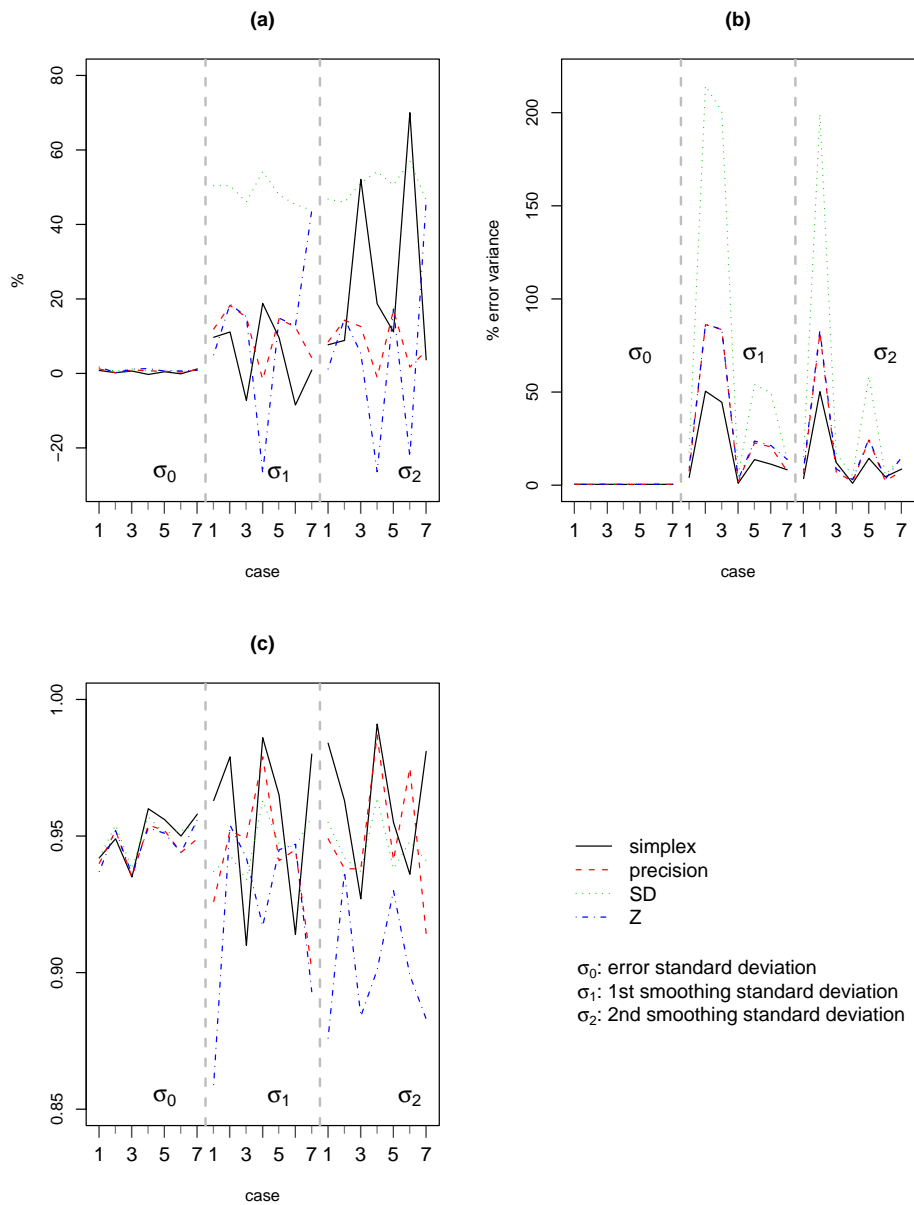 (a)
80
60
40
20
0
20
%
σ0
σ1
σ2
1 3 5 7 1 3 5 7 1 3 5 7
case
(b)
200
150
100
50
0
% error variance
σ0
σ1
σ2
1 3 5 7 1 3 5 7 1 3 5 7
case
(c)
1.00
0.95
0.90
0.85
σ0
σ1
σ2
1 3 5 7 1 3 5 7 1 3 5 7
case
simplex
precision
SD
Z
σ0: error standard deviation
σ1: 1st smoothing standard deviation
σ2: 2nd smoothing standard deviation